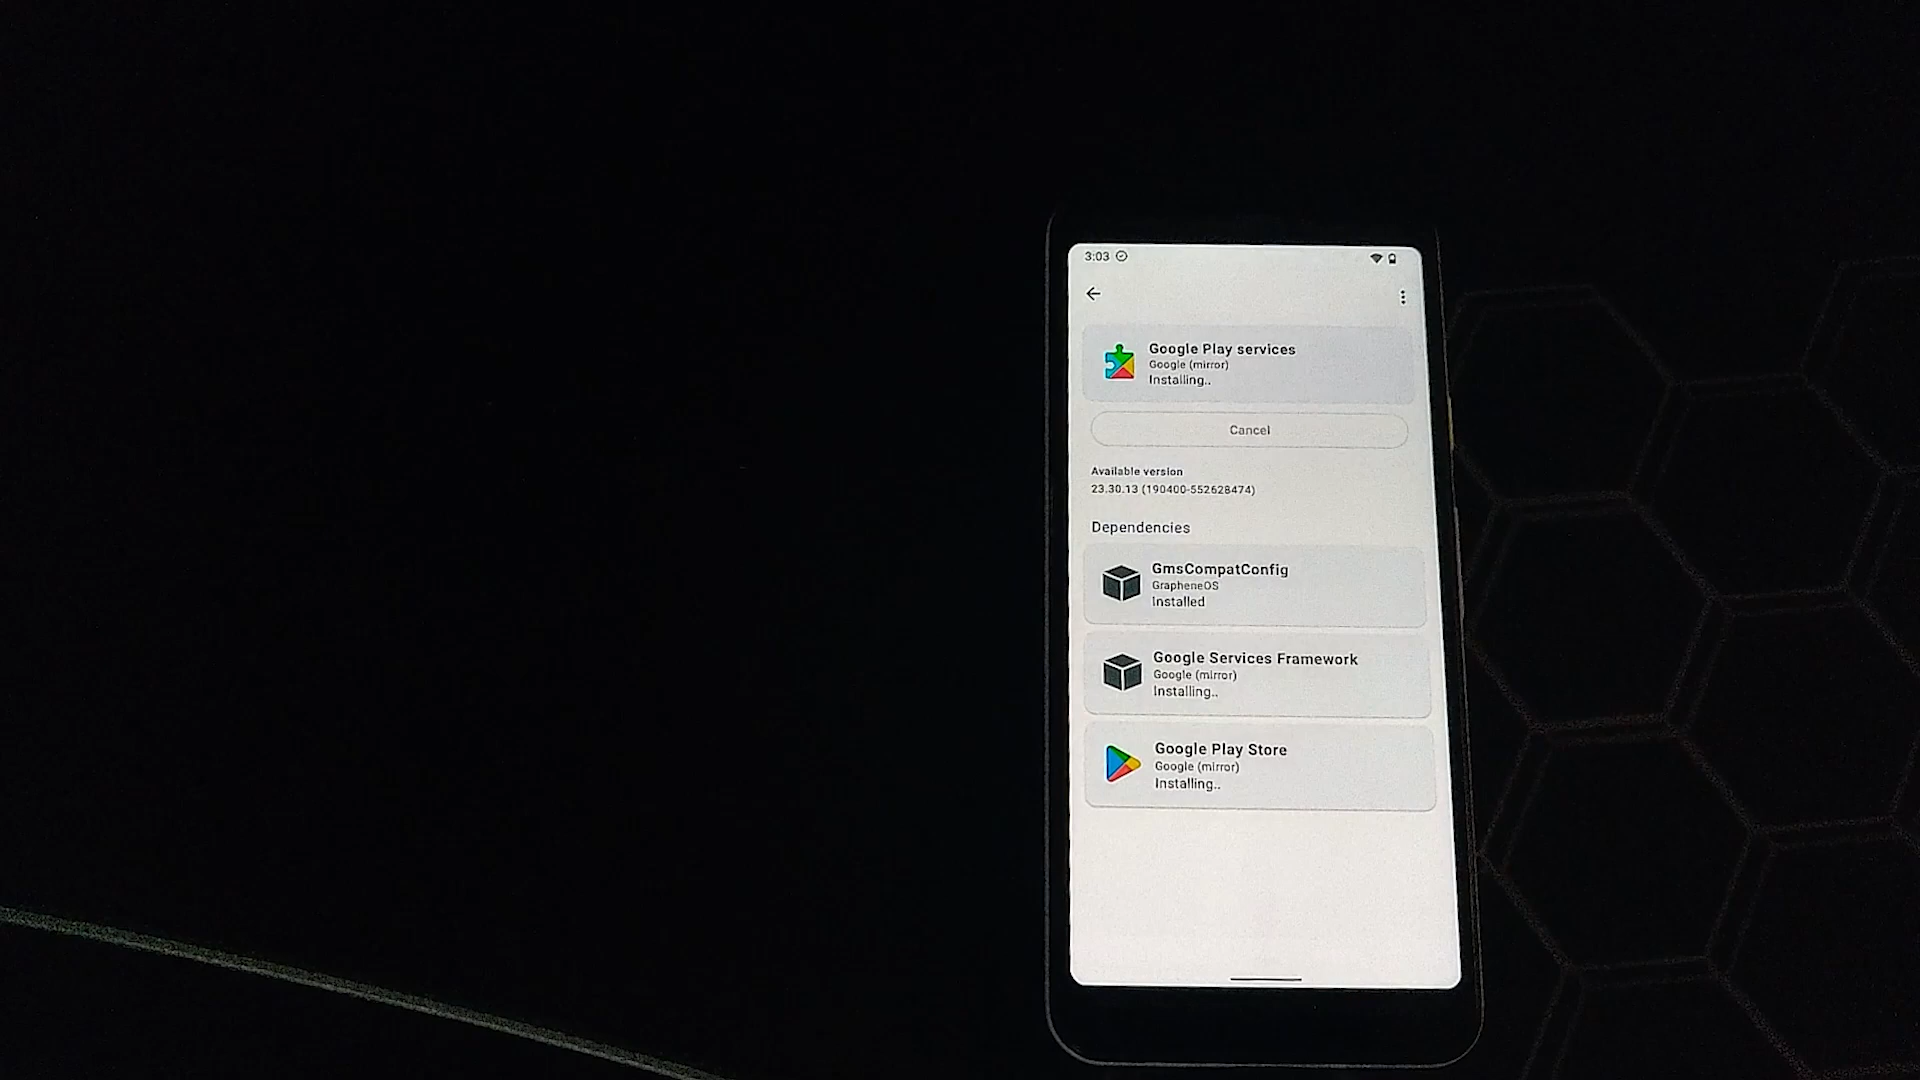 3:03
Google Play services
Google (mirror)
Installing..
Cancel
Available version
23.30.13 (190400-552628474)
Dependencies
GmsCompatConfig
GrapheneOS
Installed
Google Services Framework
Google (mirror)
Installing..
Google Play Store
Google (mirror)
Installing..